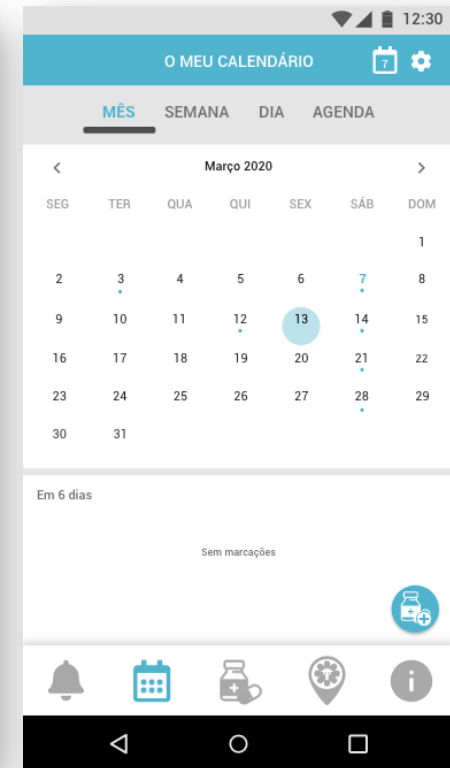 12:30
O MEU CALENDÁRIO 7
MÊS SEMANA DIA AGENDA
Março 2020
SEG TER QUA QUI SEX SÁB DOM
1
2 3 4 5 6 7 8
9 10 11 12 13 14 15
16 17 18 19 20 21 22
23 24 25 26 27 28 29
30 31
Em 6 dias
Sem marcações
i